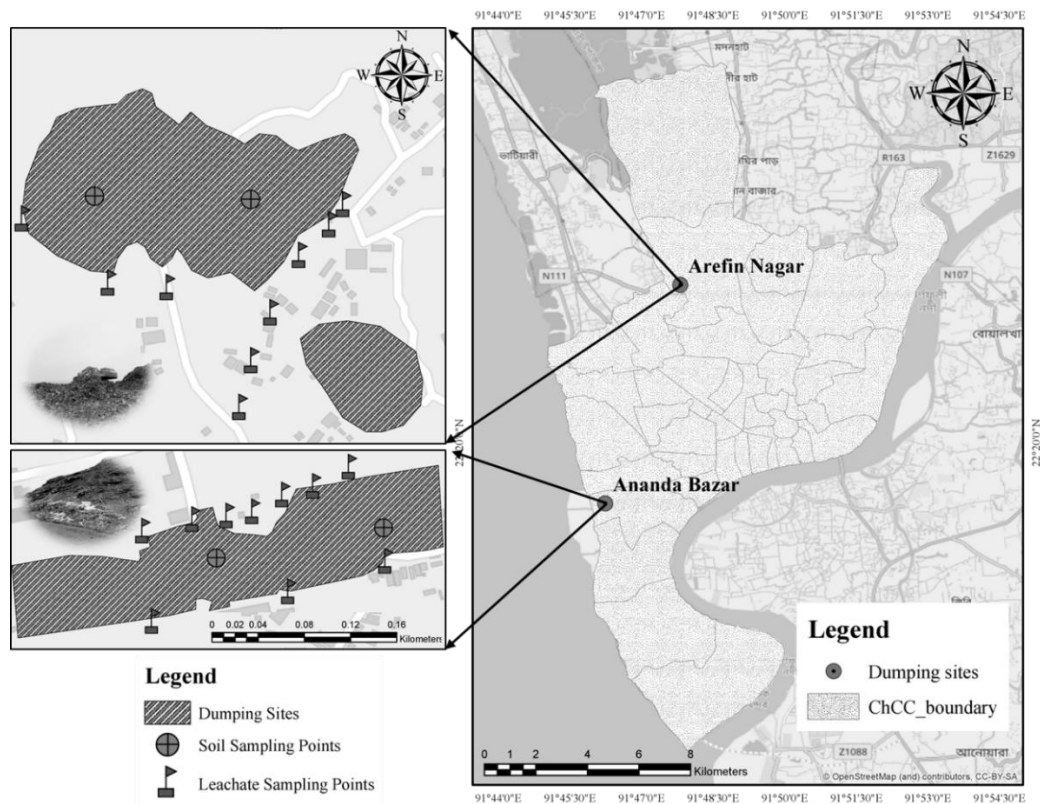 91°44'0"E 91°45'30"E 91°47'0"E 91°48'30"E 91°50'0"E 91°51'30"E 91°53'0"E 91°54'30"E
N
W E
S
N
W E
S
মদনহাট
ভাটিয়ারী
R163
Z1629
ান বাজার
Arefin Nagar
N111
N107
22°20'0"N
22°20'0"N
Ananda Bazar
0 0.02 0.04 0.08 0.12 0.16
Kilometers
Legend
Dumping Sites
Soil Sampling Points
Leachate Sampling Points
Legend
Dumping sites
ChCC_boundary
0 1 2 4 6 8
Kilometers
Z1088
আনোয়ারা
© OpenStreetMap (and) contributors, CC-BY-SA
91°44'0"E 91°45'30"E 91°47'0"E 91°48'30"E 91°50'0"E 91°51'30"E 91°53'0"E 91°54'30"E